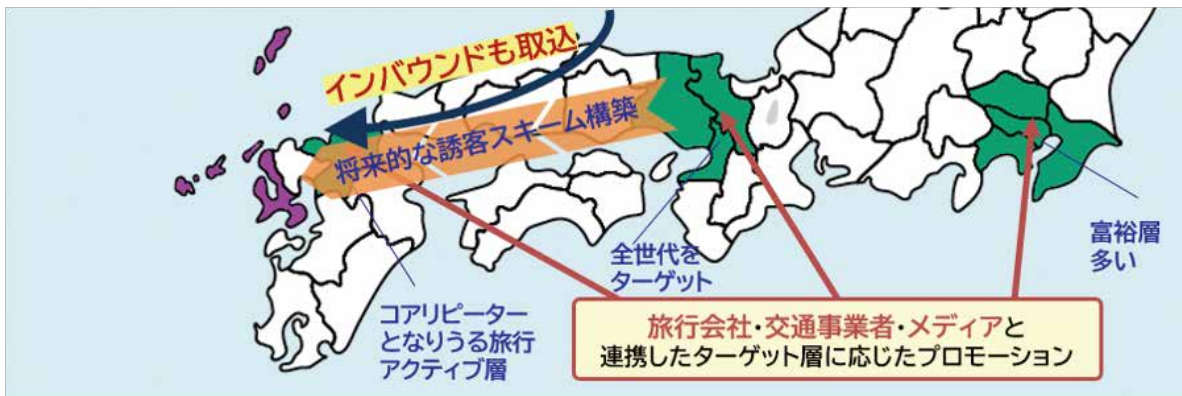 インバウンドも取込
将来的な誘客スキーム構築
全世代を
ターゲット
富裕層
多い
コアリピーター
となりうる旅行
アクティブ層
旅行会社・交通事業者・メディアと
連携したターゲット層に応じたプロモーション